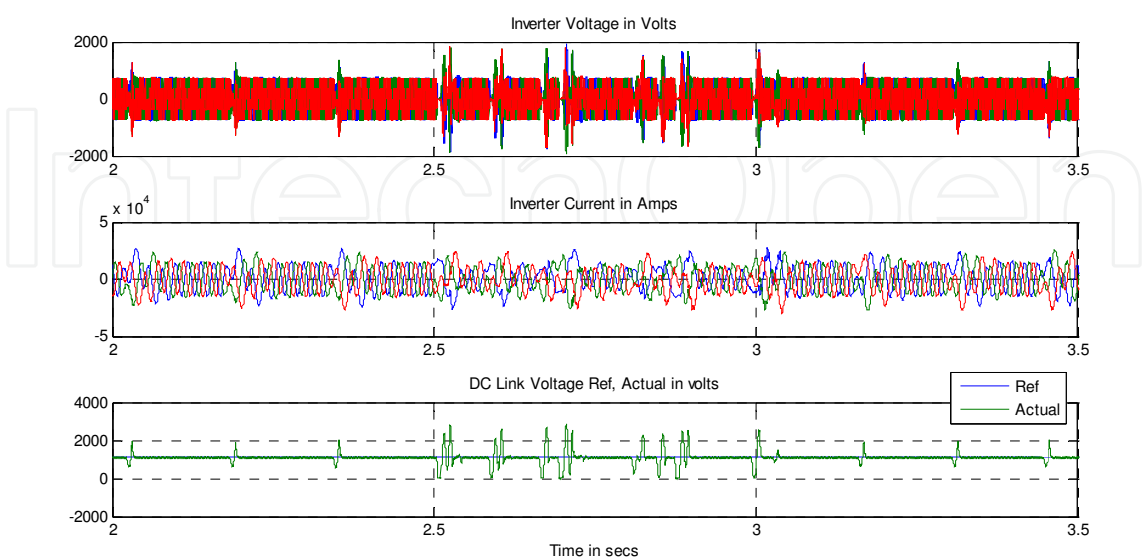 Inverter Voltage in Volts
2000
0
-2000
2 2.5 3 3.5
IntechOpen
Inverter Current in Amps
x 10^4
5
0
-5
2 2.5 3 3.5
DC Link Voltage Ref, Actual in volts
Ref
Actual
4000
2000
0
-2000
2 2.5 3 3.5
Time in secs